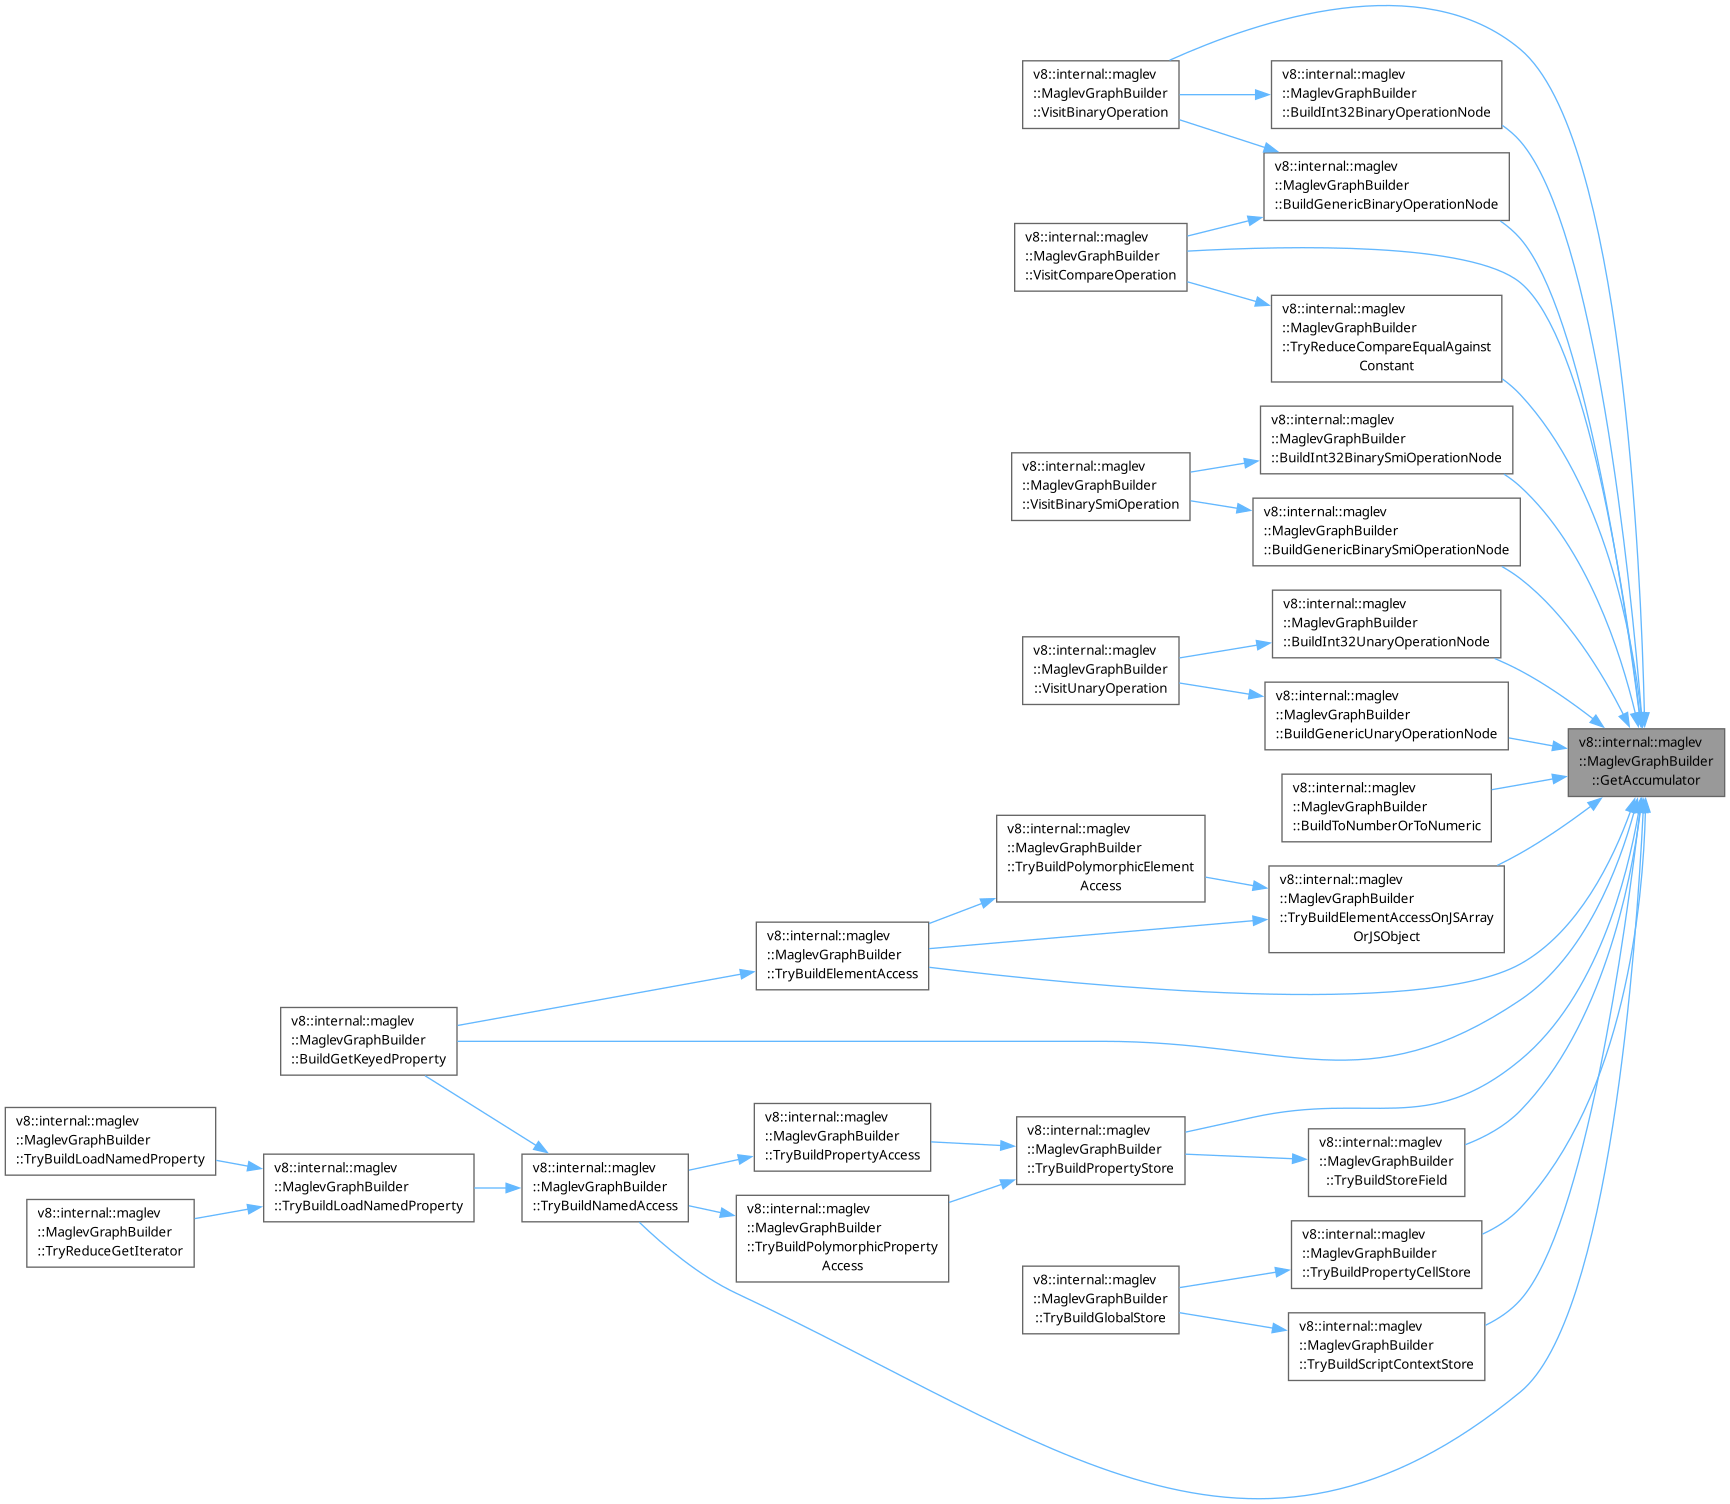 v8::internal::maglev
::MaglevGraphBuilder
::VisitBinaryOperation
v8::internal::maglev
::MaglevGraphBuilder
::BuildInt32BinaryOperationNode
v8::internal::maglev
::MaglevGraphBuilder
::BuildGenericBinaryOperationNode
v8::internal::maglev
::MaglevGraphBuilder
::VisitCompareOperation
v8::internal::maglev
::MaglevGraphBuilder
::TryReduceCompareEqualAgainst
Constant
v8::internal::maglev
::MaglevGraphBuilder
::BuildInt32BinarySmiOperationNode
v8::internal::maglev
::MaglevGraphBuilder
::VisitBinarySmiOperation
v8::internal::maglev
::MaglevGraphBuilder
::BuildGenericBinarySmiOperationNode
v8::internal::maglev
::MaglevGraphBuilder
::BuildInt32UnaryOperationNode
v8::internal::maglev
::MaglevGraphBuilder
::VisitUnaryOperation
v8::internal::maglev
::MaglevGraphBuilder
::BuildGenericUnaryOperationNode
v8::internal::maglev
::MaglevGraphBuilder
::GetAccumulator
v8::internal::maglev
::MaglevGraphBuilder
::BuildToNumberOrToNumeric
v8::internal::maglev
::MaglevGraphBuilder
::TryBuildPolymorphicElement
Access
v8::internal::maglev
::MaglevGraphBuilder
::TryBuildElementAccessOnJSArray
OrJSObject
v8::internal::maglev
::MaglevGraphBuilder
::TryBuildElementAccess
v8::internal::maglev
::MaglevGraphBuilder
::BuildGetKeyedProperty
v8::internal::maglev
::MaglevGraphBuilder
::TryBuildLoadNamedProperty
v8::internal::maglev
::MaglevGraphBuilder
::TryBuildPropertyAccess
v8::internal::maglev
::MaglevGraphBuilder
::TryBuildPropertyStore
v8::internal::maglev
::MaglevGraphBuilder
::TryBuildStoreField
v8::internal::maglev
::MaglevGraphBuilder
::TryBuildLoadNamedProperty
v8::internal::maglev
::MaglevGraphBuilder
::TryBuildNamedAccess
v8::internal::maglev
::MaglevGraphBuilder
::TryReduceGetIterator
v8::internal::maglev
::MaglevGraphBuilder
::TryBuildPolymorphicProperty
Access
v8::internal::maglev
::MaglevGraphBuilder
::TryBuildPropertyCellStore
v8::internal::maglev
::MaglevGraphBuilder
::TryBuildGlobalStore
v8::internal::maglev
::MaglevGraphBuilder
::TryBuildScriptContextStore